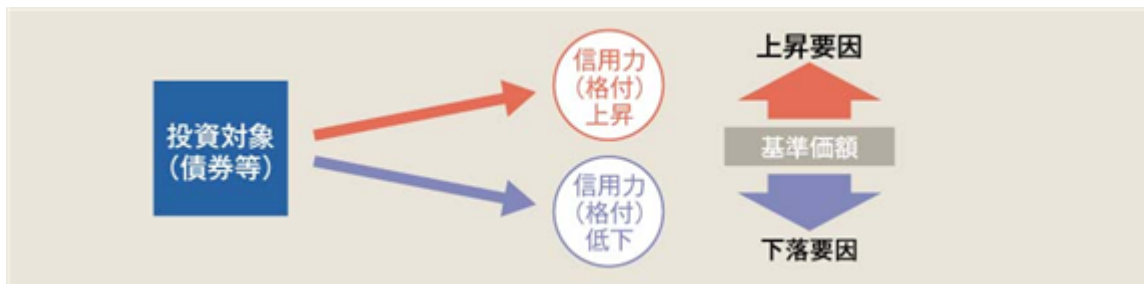 投資対象
（債券等）
信用力
（格付）
上昇
信用力
（格付）
低下
上昇要因
基準価額
下落要因